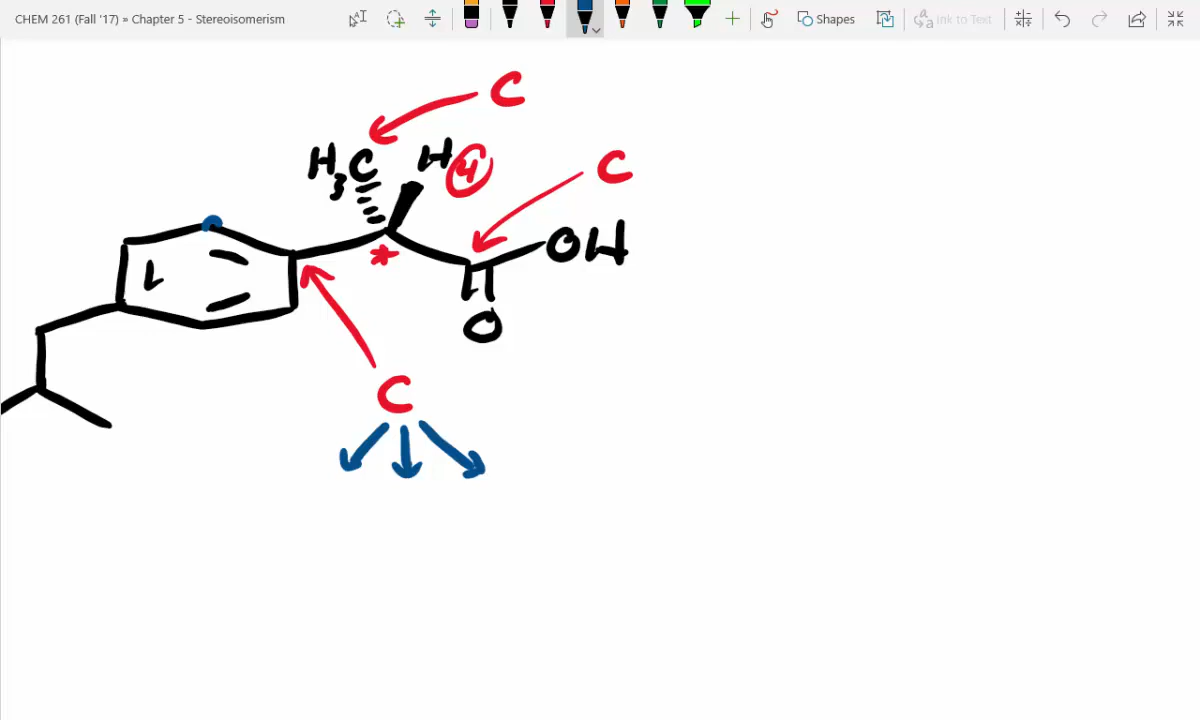 CHEM 261 (Fall '17) » Chapter 5 - Stereoisomerism
Shapes
Ink to Text
C
H₃C H 4
C
OH
*
O
C